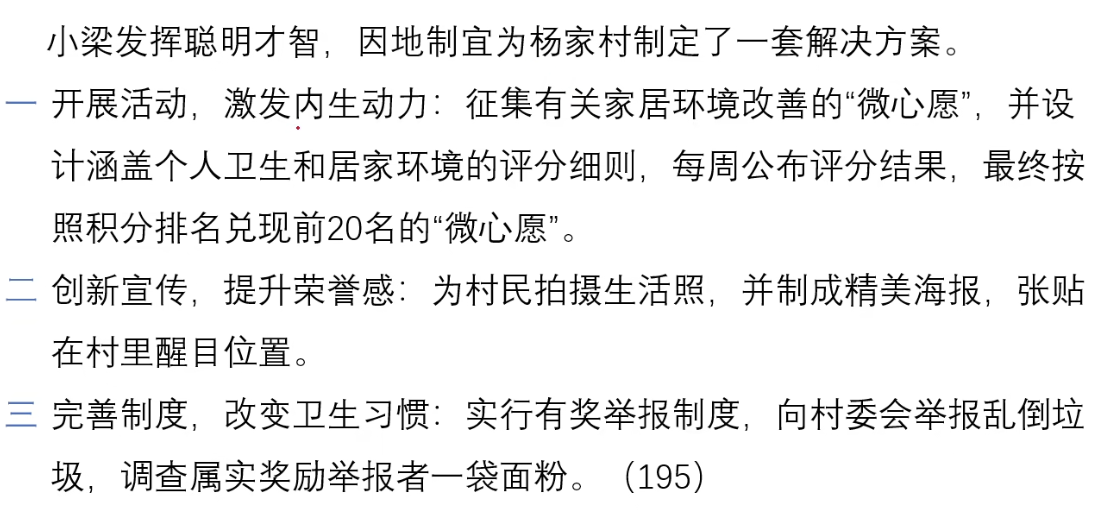 小梁发挥聪明才智，因地制宜为杨家村制定了一套解决方案。
一 开展活动，激发内生动力：征集有关家居环境改善的“微心愿”，并设
计涵盖个人卫生和居家环境的评分细则，每周公布评分结果，最终按
照积分排名兑现前20名的“微心愿”。
二 创新宣传，提升荣誉感：为村民拍摄生活照，并制成精美海报，张贴
在村里醒目位置。
三 完善制度，改变卫生习惯：实行有奖举报制度，向村委会举报乱倒垃
圾，调查属实奖励举报者一袋面粉。（195）